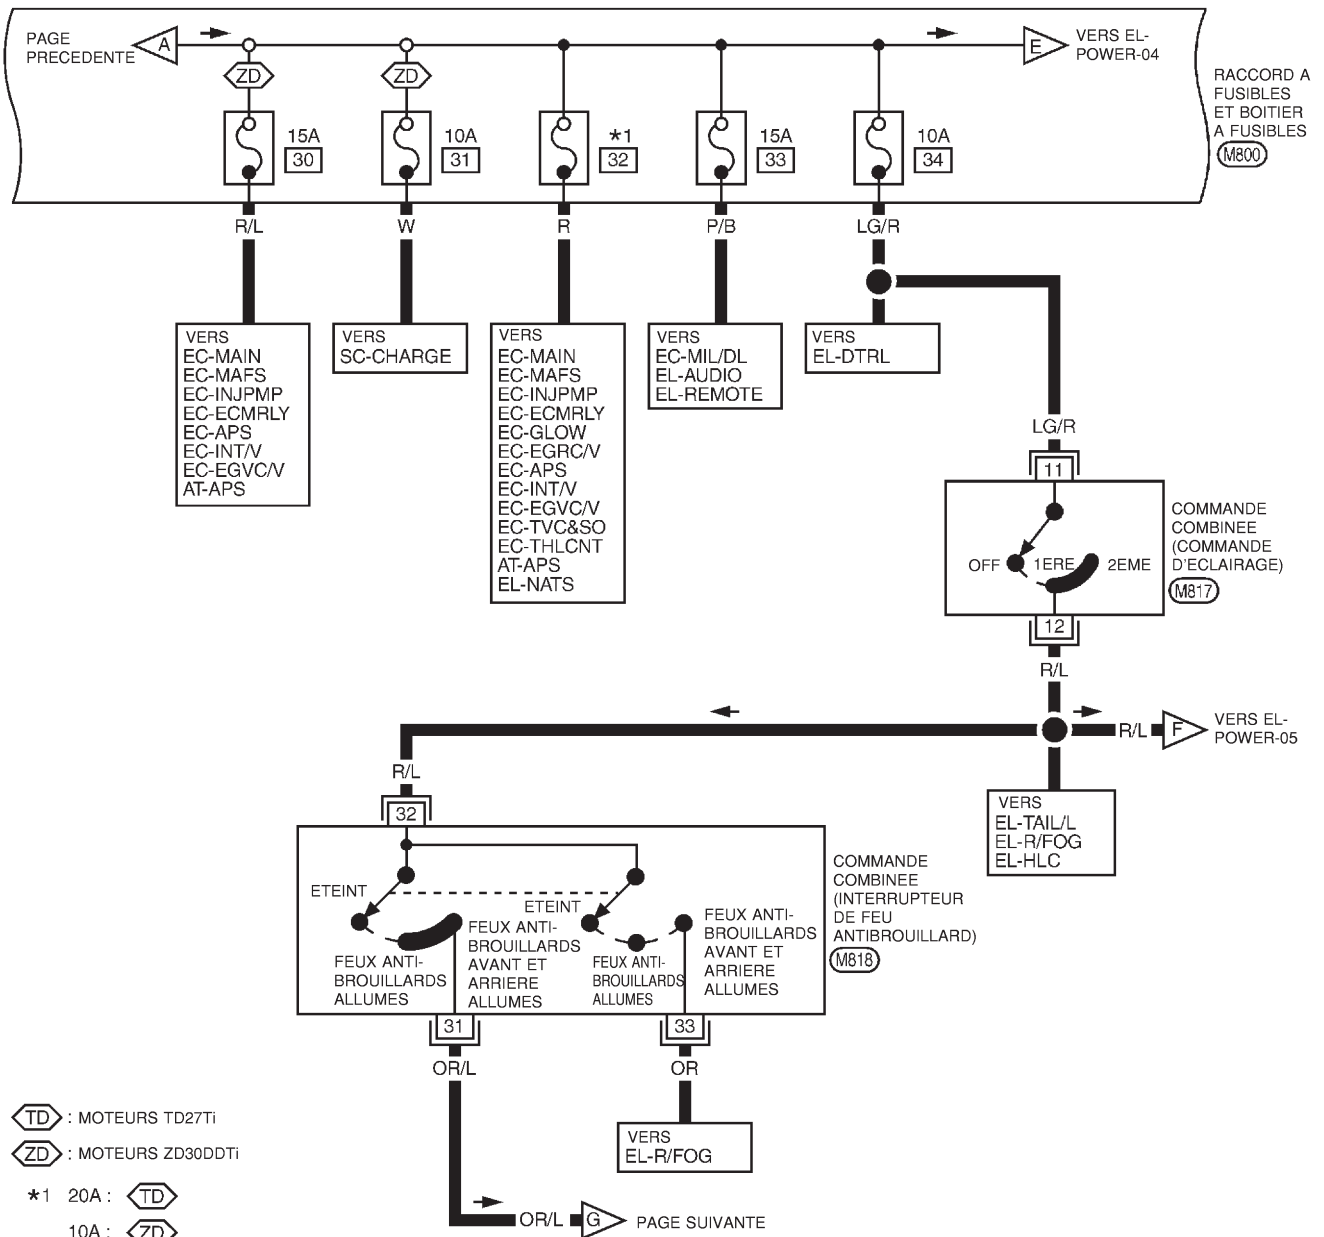 PAGE
PRECEDENTE
A
E
VERS EL-
POWER-04
ZD
ZD
RACCORD A
FUSIBLES
ET BOITIER
A FUSIBLES
M800
15A
30
10A
31
*1
32
15A
33
10A
34
R/L
W
R
P/B
LG/R
VERS
EC-MAIN
EC-MAFS
EC-INJPMP
EC-ECMRLY
EC-APS
EC-INT/V
EC-EGVC/V
AT-APS
VERS
SC-CHARGE
VERS
EC-MAIN
EC-MAFS
EC-INJPMP
EC-ECMRLY
EC-GLOW
EC-EGRC/V
EC-APS
EC-INT/V
EC-EGVC/V
EC-TVC&SO
EC-THLCNT
AT-APS
EL-NATS
VERS
EC-MIL/DL
EL-AUDIO
EL-REMOTE
VERS
EL-DTRL
LG/R
11
OFF
1ERE
2EME
COMMANDE
COMBINEE
(COMMANDE
D'ECLAIRAGE)
M817
12
R/L
R/L
F
VERS EL-
POWER-05
R/L
32
VERS
EL-TAIL/L
EL-R/FOG
EL-HLC
ETEINT
FEUX ANTI-
BROUILLARDS
ALLUMES
FEUX ANTI-
BROUILLARDS
AVANT ET
ARRIERE
ALLUMES
ETEINT
FEUX ANTI-
BROUILLARDS
ALLUMES
FEUX ANTI-
BROUILLARDS
AVANT ET
ARRIERE
ALLUMES
COMMANDE
COMBINEE
(INTERRUPTEUR
DE FEU
ANTIBROUILLARD)
M818
31
33
OR/L
OR
VERS
EL-R/FOG
OR/L
G
PAGE SUIVANTE
TD : MOTEURS TD27Ti
ZD : MOTEURS ZD30DDTi
*1 20A : TD
10A : ZD